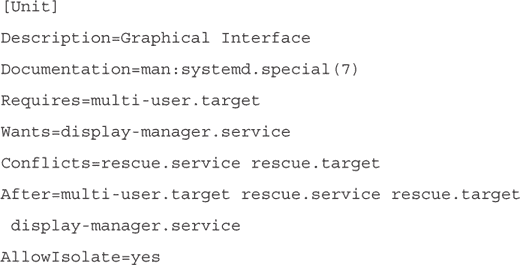 [Unit]
Description=Graphical Interface
Documentation=man:systemd.special(7)
Requires=multi-user.target
Wants=display-manager.service
Conflicts=rescue.service rescue.target
After=multi-user.target rescue.service rescue.target
 display-manager.service
AllowIsolate=yes